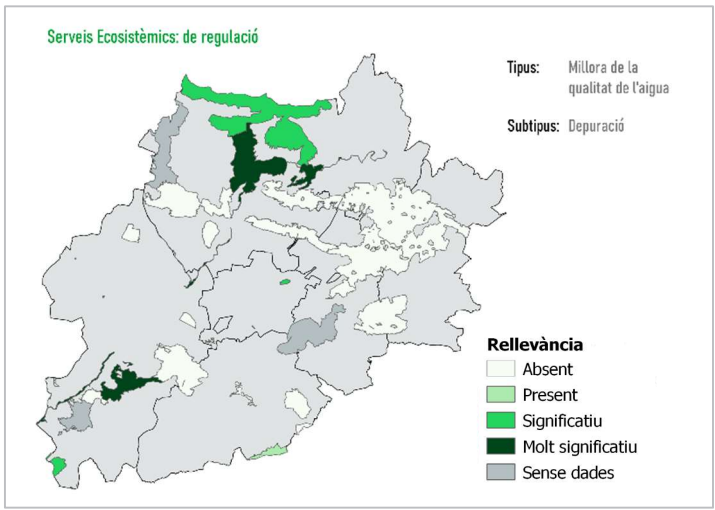 Serveis Ecosistèmics: de regulació
Tipus: Millora de la
qualitat de l'aigua
Subtipus: Depuració
Rellevància
Absent
Present
Significatiu
Molt significatiu
Sense dades